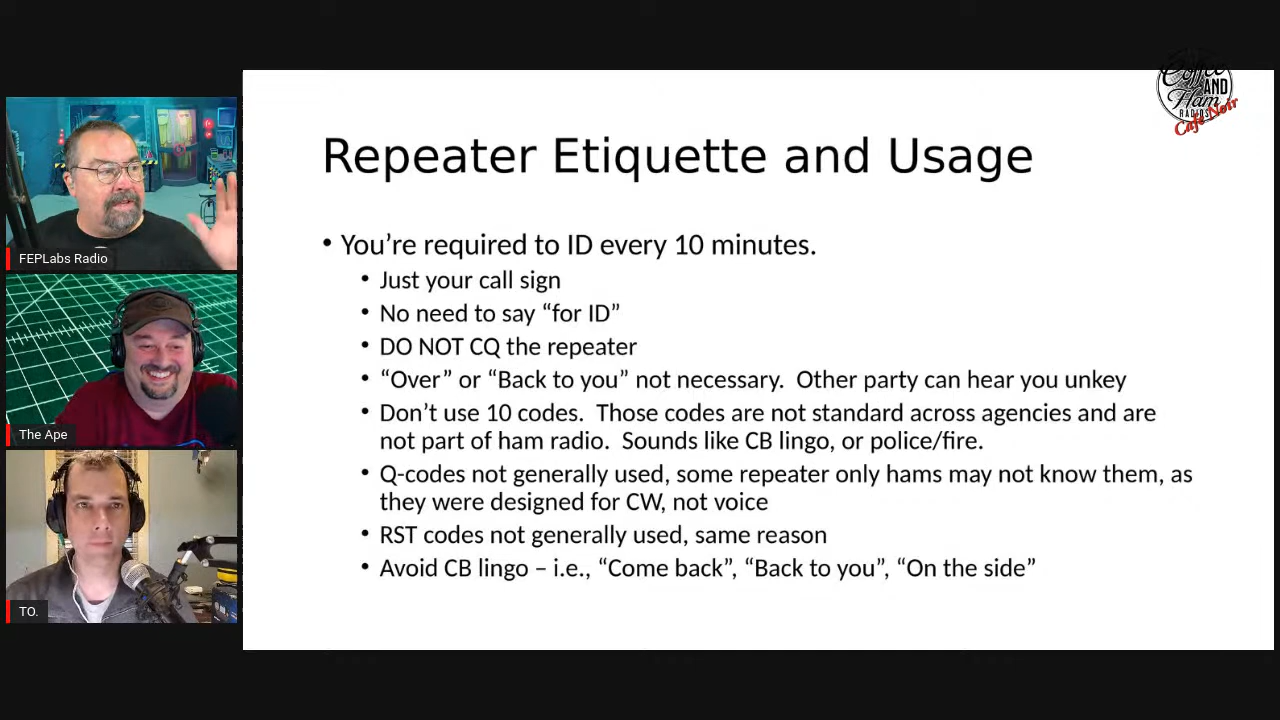 Coffee
AND
Ham
RADIOS
Café Noir
Repeater Etiquette and Usage
• You’re required to ID every 10 minutes.
• Just your call sign
• No need to say “for ID”
• DO NOT CQ the repeater
• “Over” or “Back to you” not necessary.  Other party can hear you unkey
• Don’t use 10 codes.  Those codes are not standard across agencies and are
not part of ham radio.  Sounds like CB lingo, or police/fire.
• Q-codes not generally used, some repeater only hams may not know them, as
they were designed for CW, not voice
• RST codes not generally used, same reason
• Avoid CB lingo – i.e., “Come back”, “Back to you”, “On the side”
FEPLabs Radio
The Ape
TO.